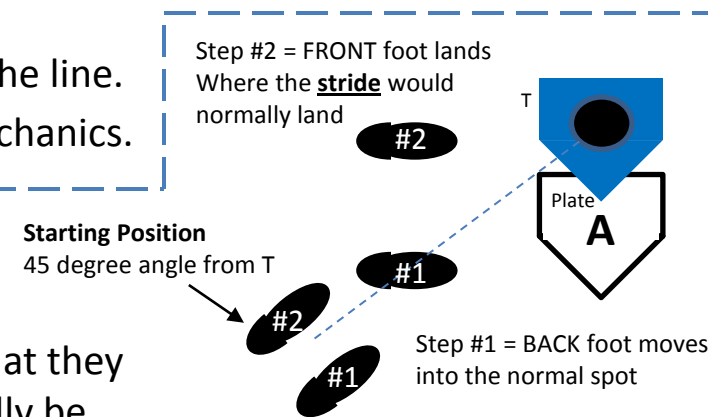 he line.
chanics.
Step #2 = FRONT foot lands
Where the stride would
normally land
#2
T
Plate
A
Starting Position
45 degree angle from T
#1
#2
#1
Step #1 = BACK foot moves
into the normal spot
at they
lly be